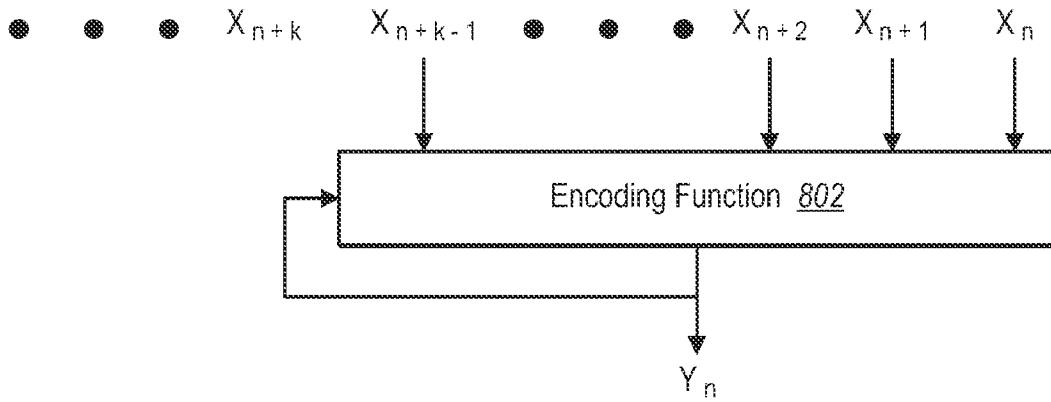 ● ● ● X n + k X n + k - 1 ● ● ● X n + 2 X n + 1 X n
Encoding Function 802
Y n